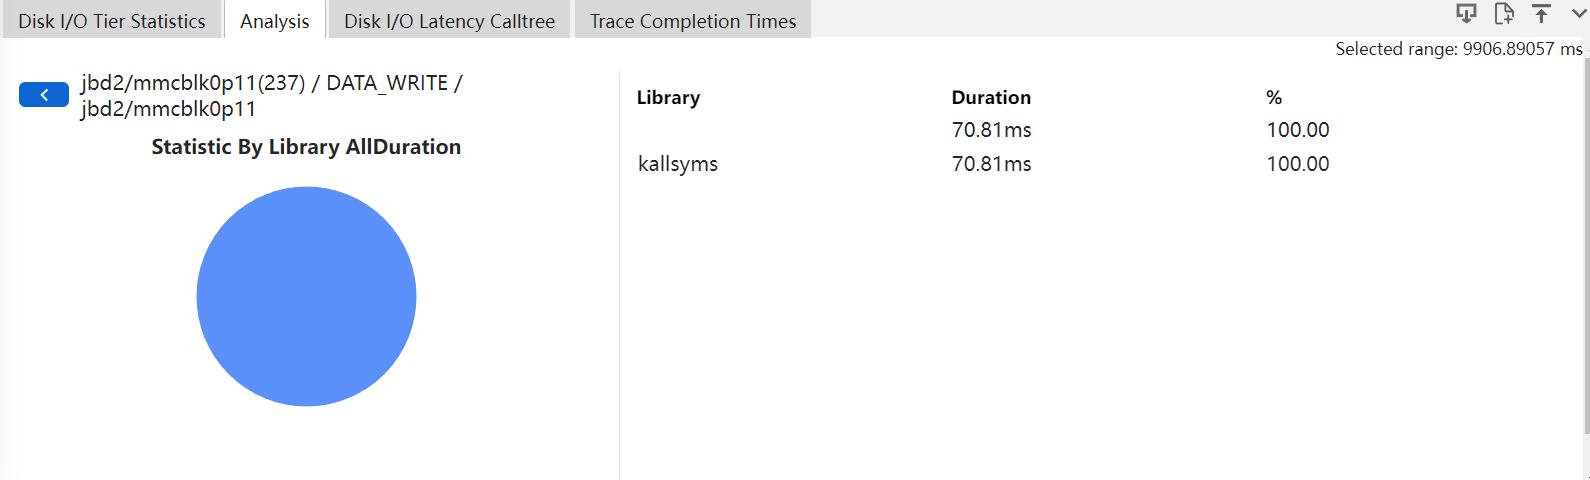 Disk I/O Tier Statistics
Analysis
Disk I/O Latency Calltree
Trace Completion Times
Selected range: 9906.89057 ms
jbd2/mmcblk0p11(237) / DATA_WRITE /
jbd2/mmcblk0p11
Statistic By Library AllDuration
Library Duration %
70.81ms 100.00
kallsyms 70.81ms 100.00